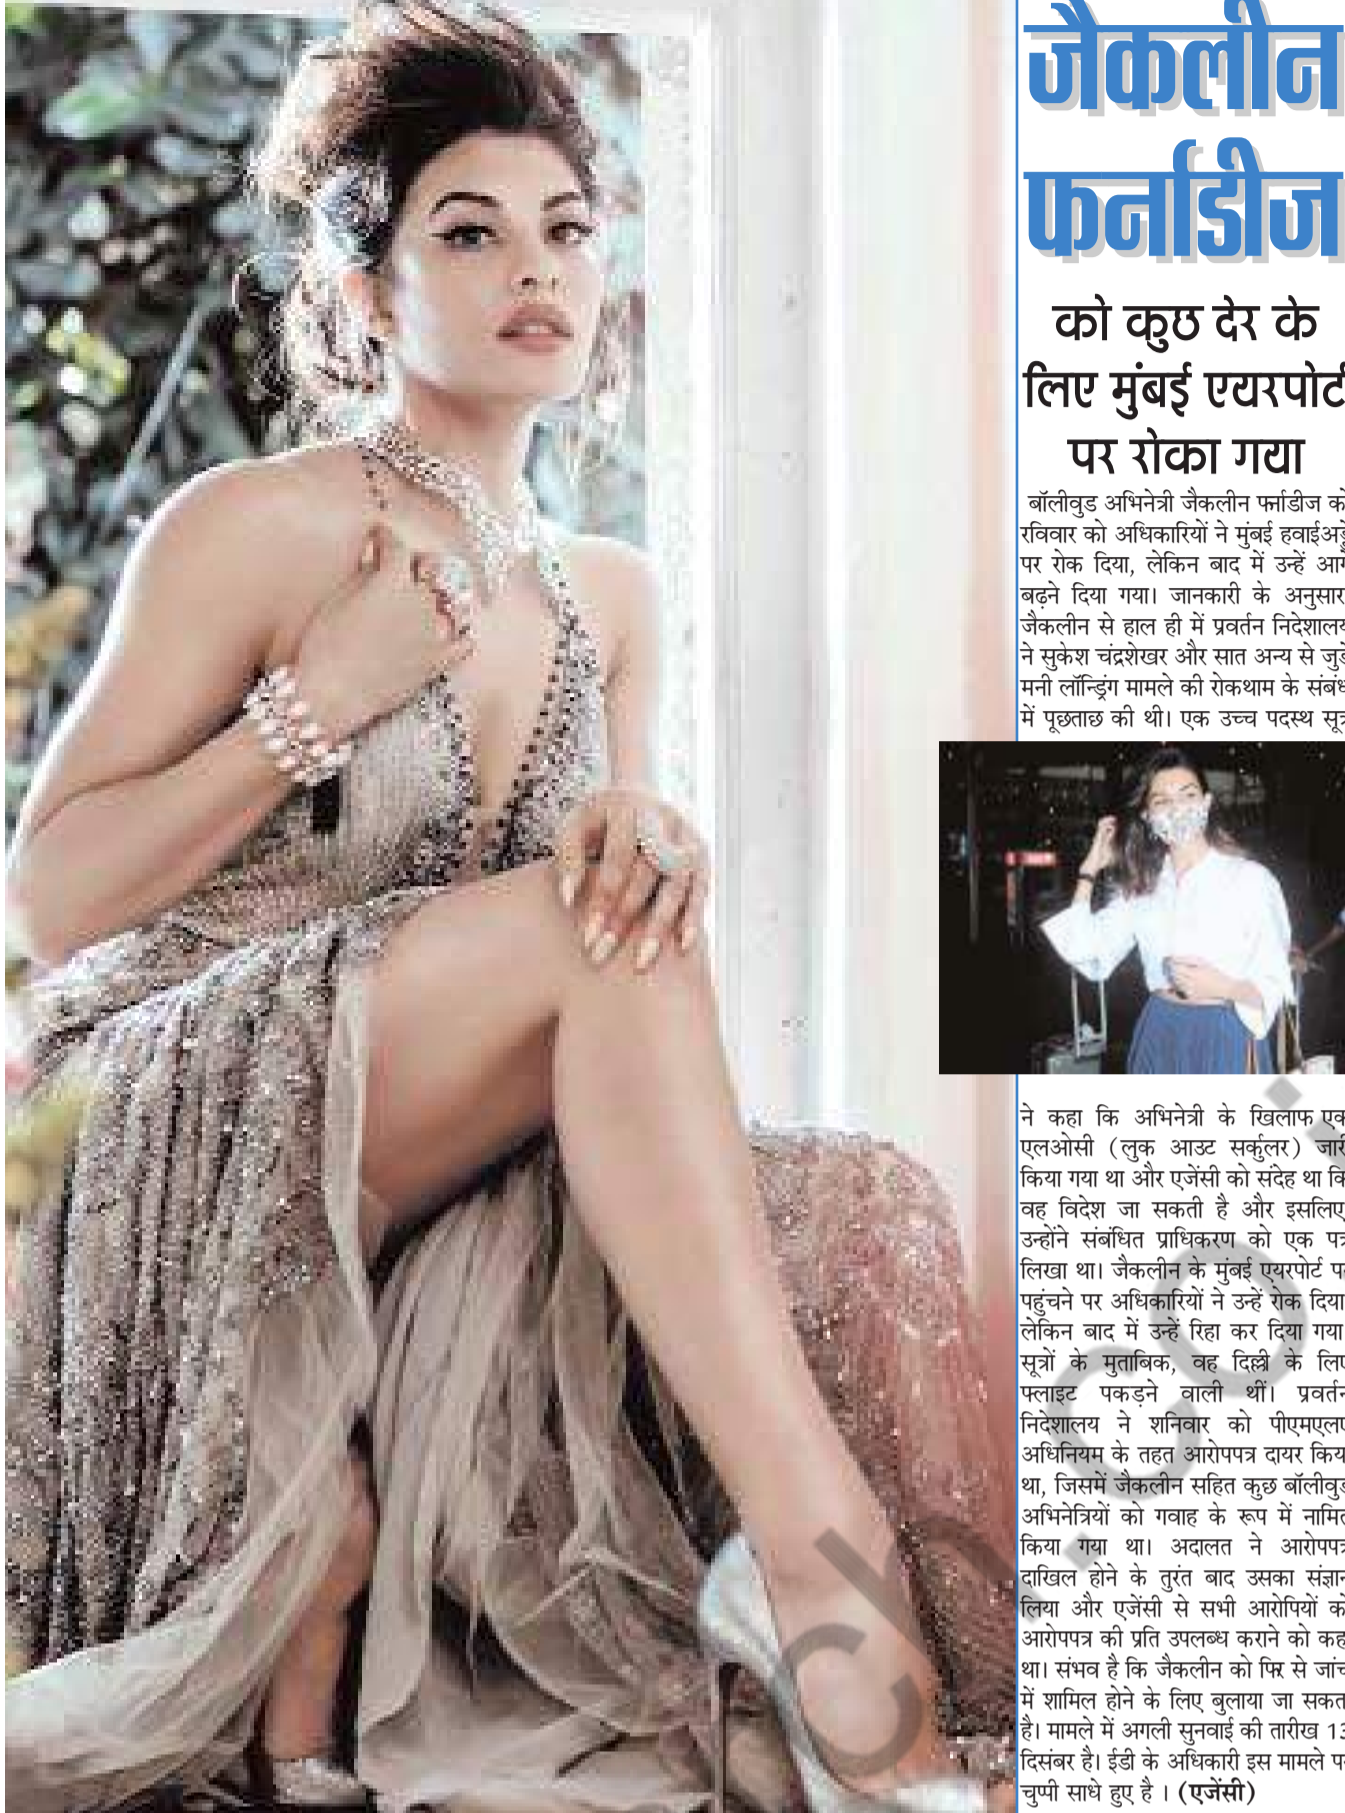 जैकलीन
फर्नाडीज
को कुछ देर के
लिए मुंबई एयरपोर्ट
पर रोका गया
बॉलीवुड अभिनेत्री जैकलीन फर्नाडीज को
रविवार को अधिकारियों ने मुंबई हवाईअड्डे
पर रोक दिया, लेकिन बाद में उन्हें आगे
बढ़ने दिया गया। जानकारी के अनुसार
जैकलीन से हाल ही में प्रवर्तन निदेशालय
ने सुकेश चंद्रशेखर और सात अन्य से जुड़े
मनी लॉन्ड्रिंग मामले की रोकथाम के संबंध
में पूछताछ की थी। एक उच्च पदस्थ सूत्र
ने कहा कि अभिनेत्री के खिलाफ एक
एलओसी (लुक आउट सर्कुलर) जारी
किया गया था और एजेंसी को संदेह था कि
वह विदेश जा सकती है और इसलिए
उन्होंने संबंधित प्राधिकरण को एक पत्र
लिखा था। जैकलीन के मुंबई एयरपोर्ट पर
पहुंचने पर अधिकारियों ने उन्हें रोक दिया
लेकिन बाद में उन्हें रिहा कर दिया गया
सूत्रों के मुताबिक, वह दिल्ली के लिए
फ्लाइट पकड़ने वाली थीं। प्रवर्तन
निदेशालय ने शनिवार को पीएमएलए
अधिनियम के तहत आरोपपत्र दायर किया
था, जिसमें जैकलीन सहित कुछ बॉलीवुड
अभिनेत्रियों को गवाह के रूप में नामित
किया गया था। अदालत ने आरोपपत्र
दाखिल होने के तुरंत बाद उसका संज्ञान
लिया और एजेंसी से सभी आरोपियों को
आरोपपत्र की प्रति उपलब्ध कराने को कहा
था। संभव है कि जैकलीन को फिर से जांच
में शामिल होने के लिए बुलाया जा सकता
है। मामले में अगली सुनवाई की तारीख 13
दिसंबर है। ईडी के अधिकारी इस मामले पर
चुप्पी साधे हुए है । (एजेंसी)
ch.co.i